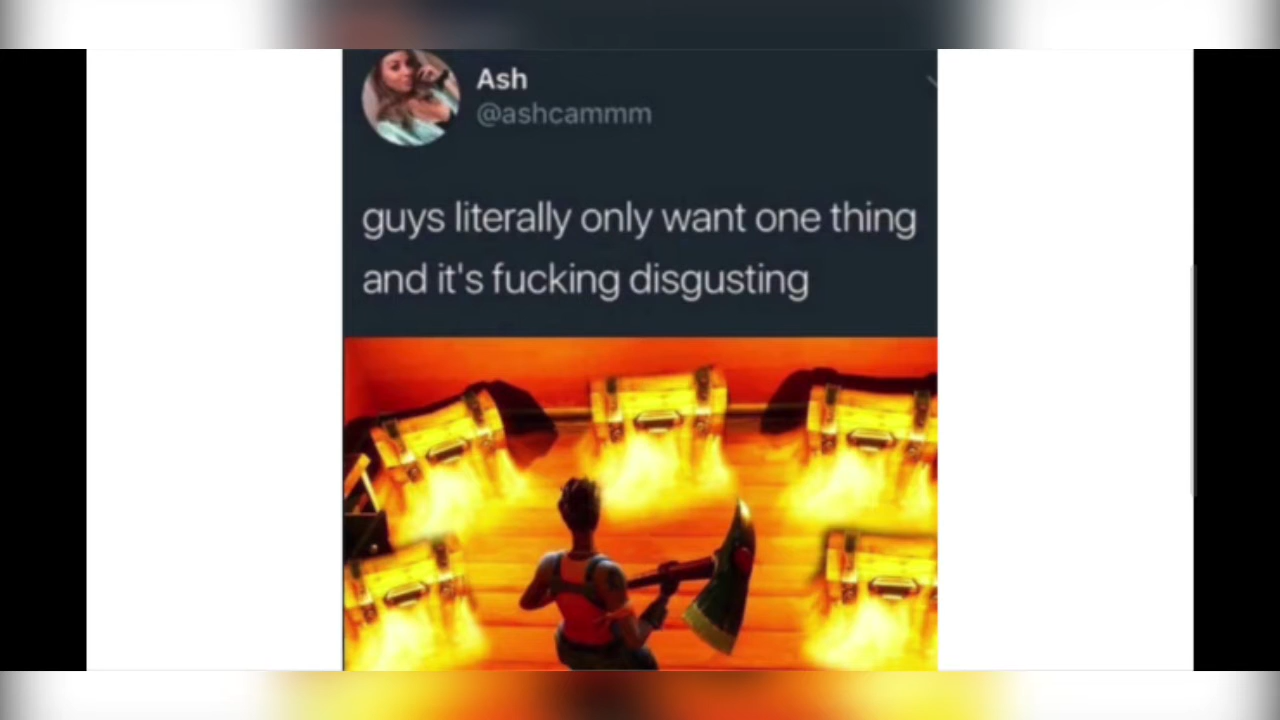 Ash
@ashcammm
guys literally only want one thing
and it's fucking disgusting